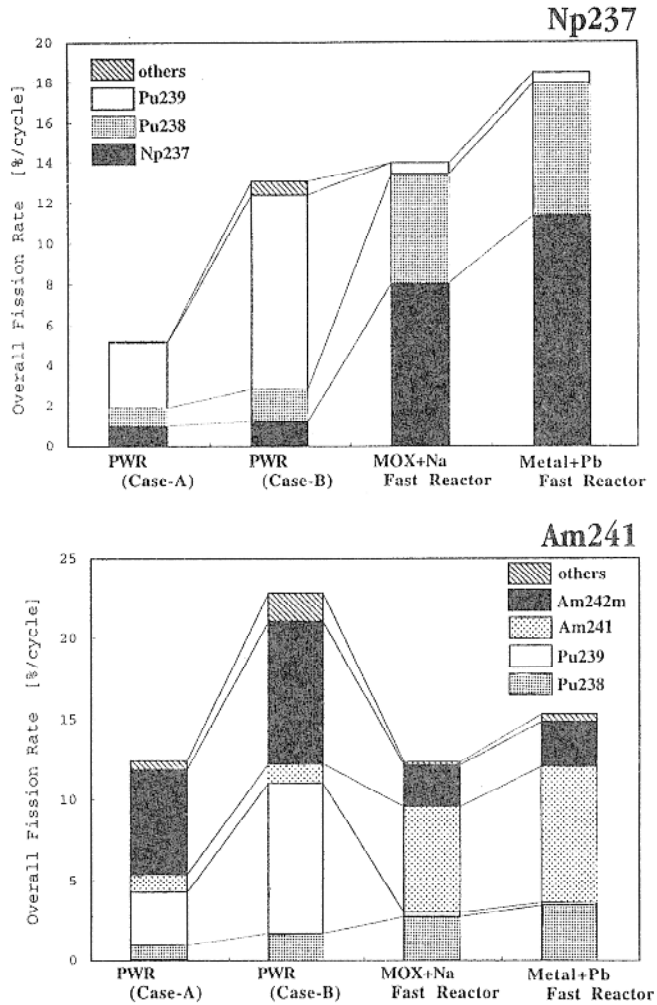 Np237
20
18
16
14
12
10
8
6
4
2
0
Overall Fission Rate [%/cycle]
others
Pu239
Pu238
Np237
PWR
(Case-A)
PWR
(Case-B)
MOX+Na
Fast Reactor
Metal+Pb
Fast Reactor
Am241
25
20
15
10
5
0
Overall Fission Rate [%/cycle]
others
Am242m
Am241
Pu239
Pu238
PWR
(Case-A)
PWR
(Case-B)
MOX+Na
Fast Reactor
Metal+Pb
Fast Reactor